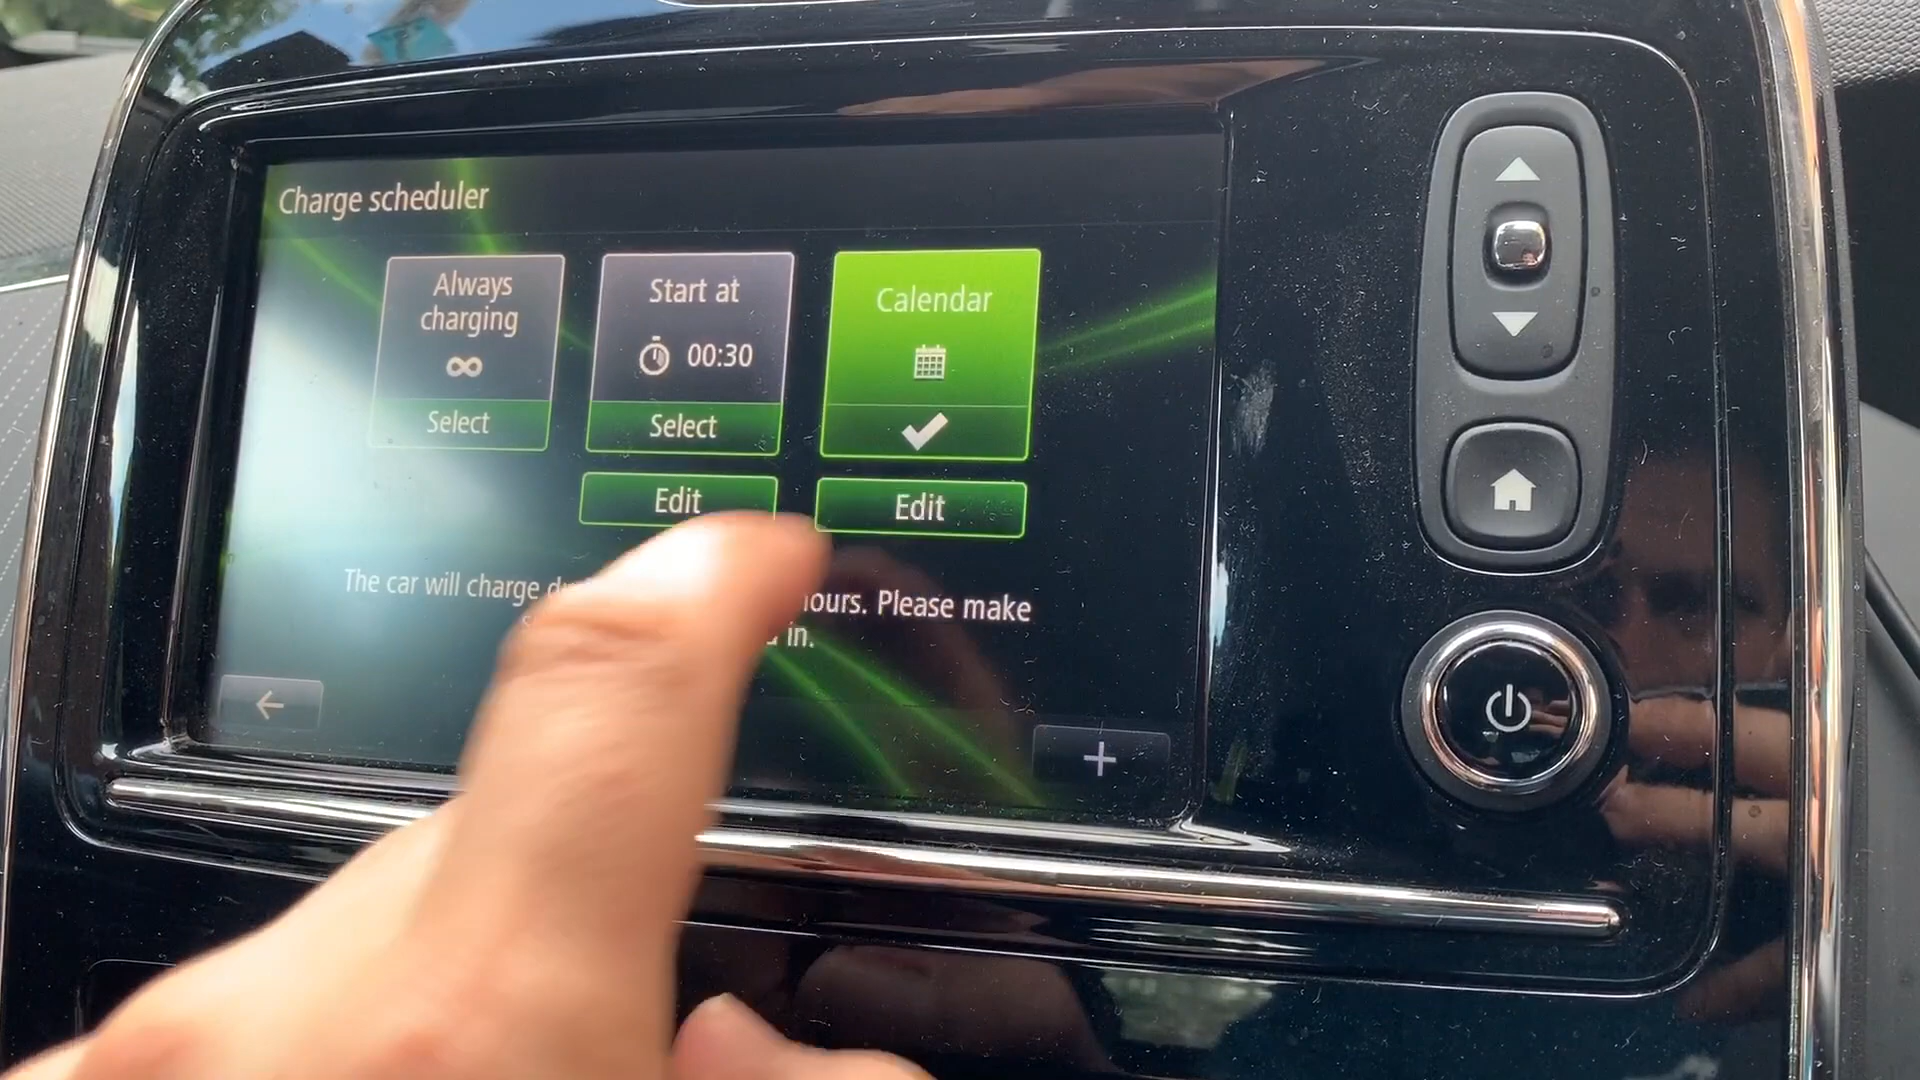 Charge scheduler
Always
charging
Select
Start at
00:30
Select
Edit
Calendar
Edit
The car will charge hours. Please make
in.